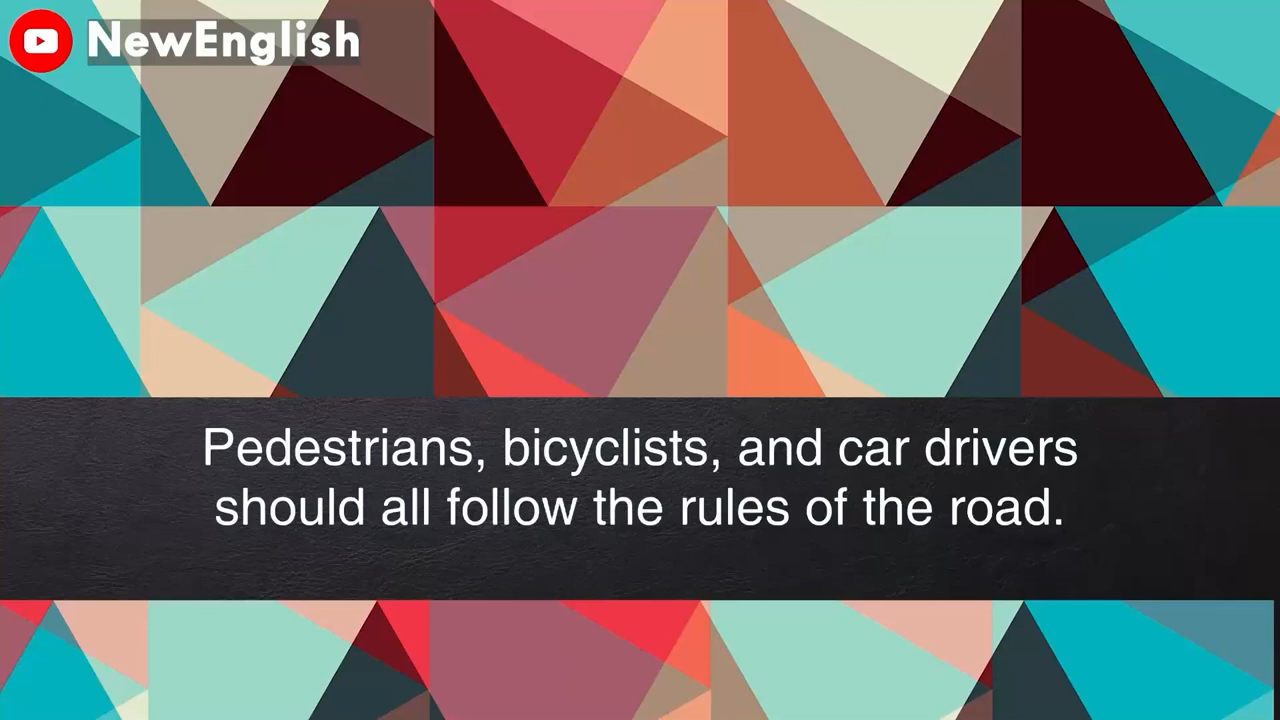 NewEnglish
Pedestrians, bicyclists, and car drivers
should all follow the rules of the road.